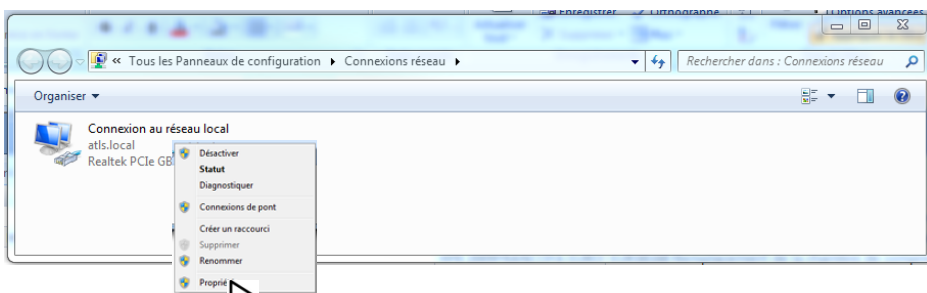 Enregistrer Orthographe Options avancées
« Tous les Panneaux de configuration Connexions réseau Rechercher dans : Connexions réseau
Organiser
Connexion au réseau local
atls.local
Realtek PCIe GB
Désactiver
Statut
Diagnostiquer
Connexions de pont
Créer un raccourci
Supprimer
Renommer